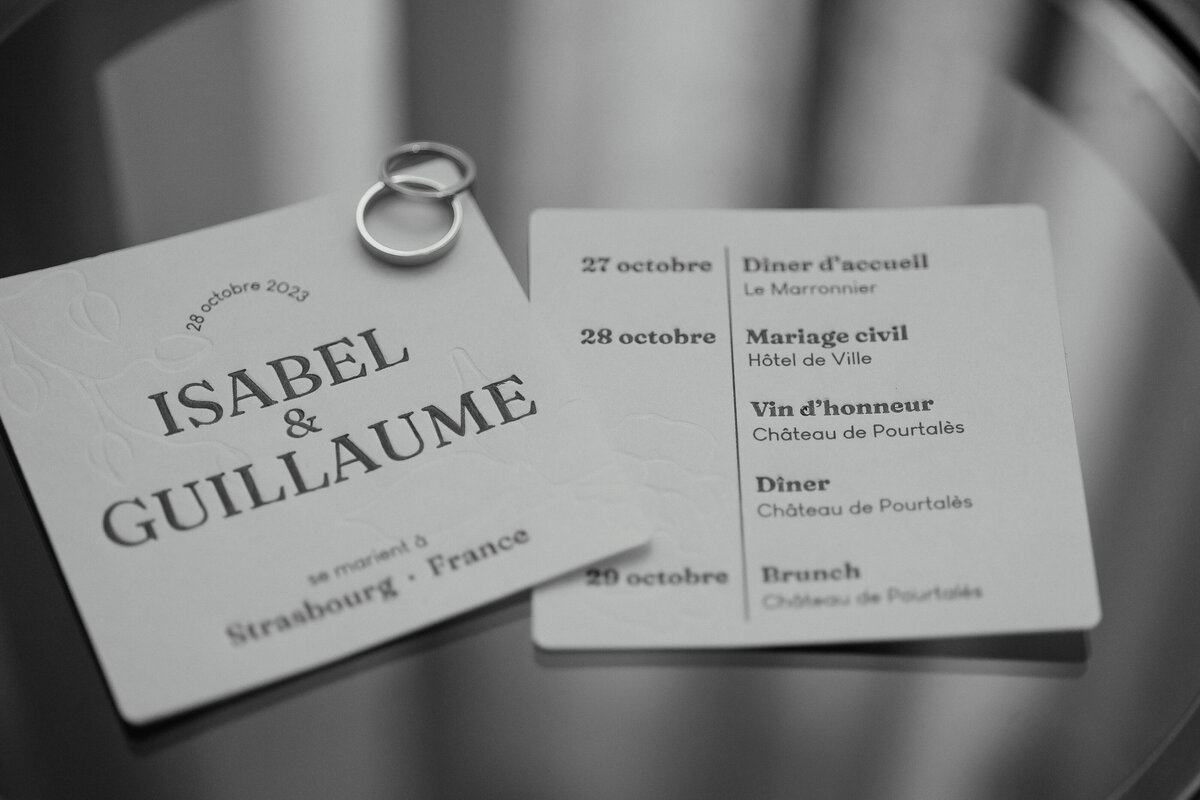 28 octobre 2023
ISABEL
&
GUILLAUME
se marient à
Strasbourg · France
27 octobre
Dîner d'accueil
Le Marronnier
28 octobre
Mariage civil
Hôtel de Ville
Vin d'honneur
Château de Pourtalès
Dîner
Château de Pourtalès
29 octobre
Brunch
Château de Pourtalès